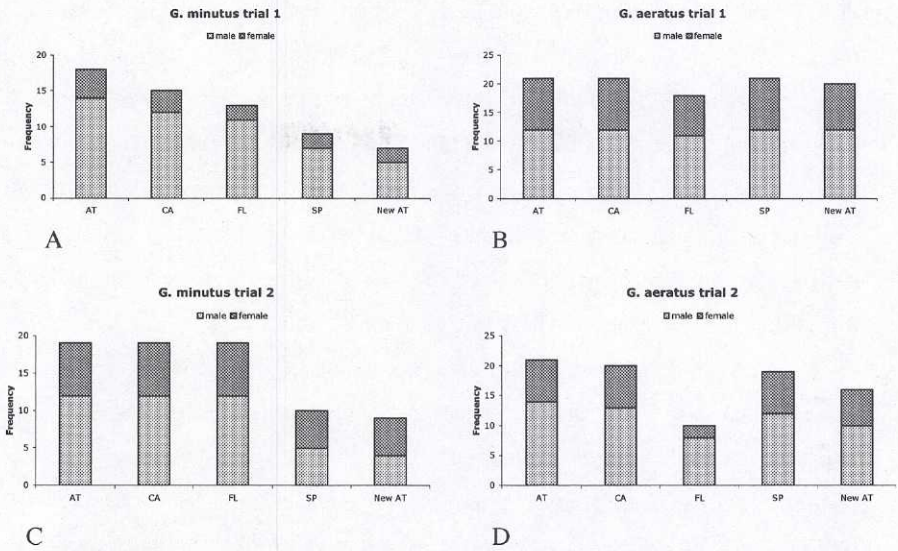 G. minutus trial 1
male female
Frequency
20
15
10
5
0
AT CA FL SP New AT
A
G. aeratus trial 1
male female
Frequency
25
20
15
10
5
0
AT CA FL SP New AT
B
G. minutus trial 2
male female
Frequency
20
15
10
5
0
AT CA FL SP New AT
C
G. aeratus trial 2
male female
Frequency
25
20
15
10
5
0
AT CA FL SP New AT
D